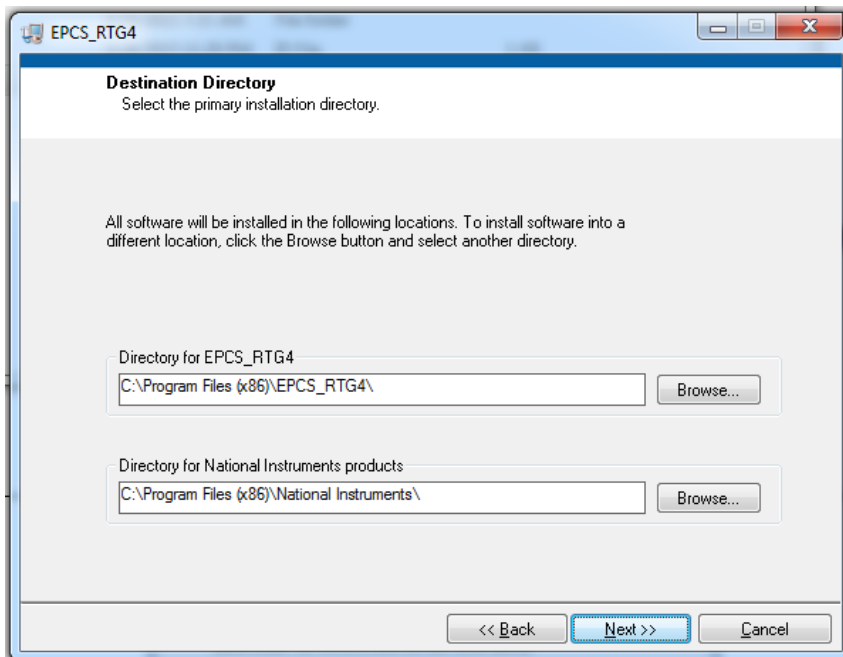 EPCS_RTG4
Destination Directory
Select the primary installation directory.
All software will be installed in the following locations. To install software into a
different location, click the Browse button and select another directory.
Directory for EPCS_RTG4
C:\Program Files (x86)\EPCS_RTG4\
Browse...
Directory for National Instruments products
C:\Program Files (x86)\National Instruments\
Browse...
<< Back
Next >>
Cancel